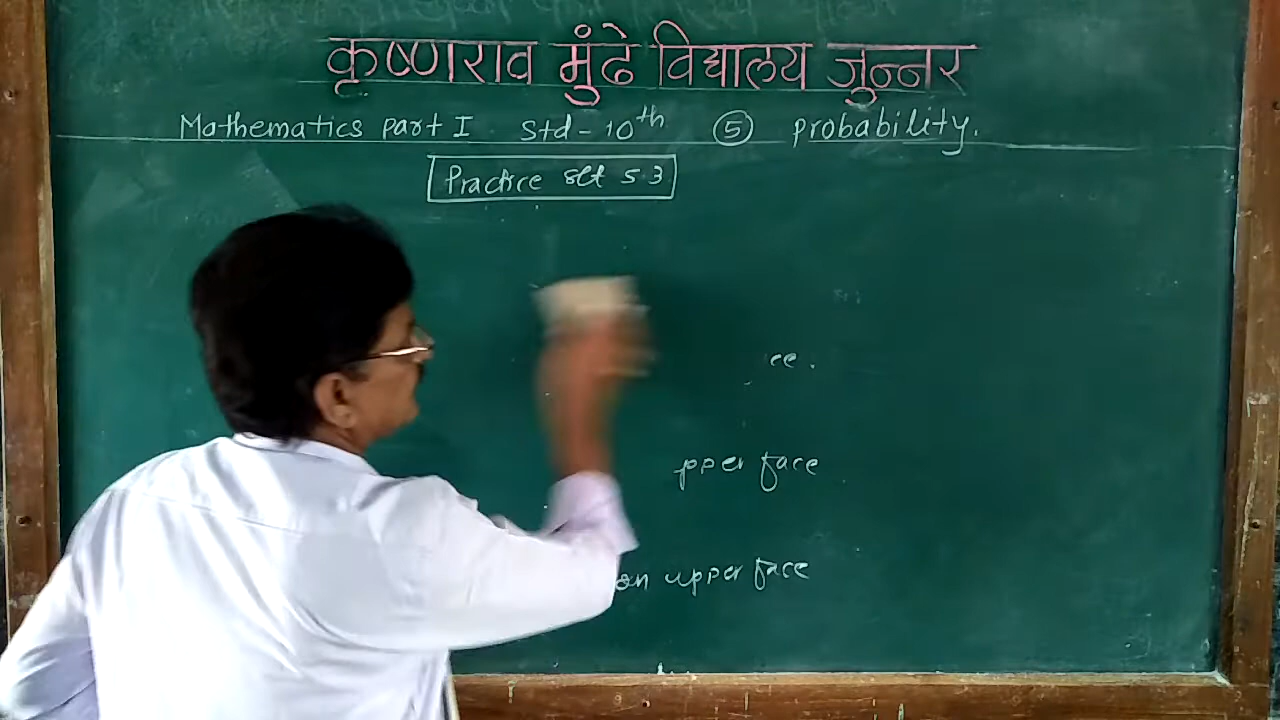 कृष्णराव मुंढे विद्यालय जुन्नर
Mathematics part I Std - 10th ⑤ probability.
Practice set 5.3
ce.
pper face
on upper face